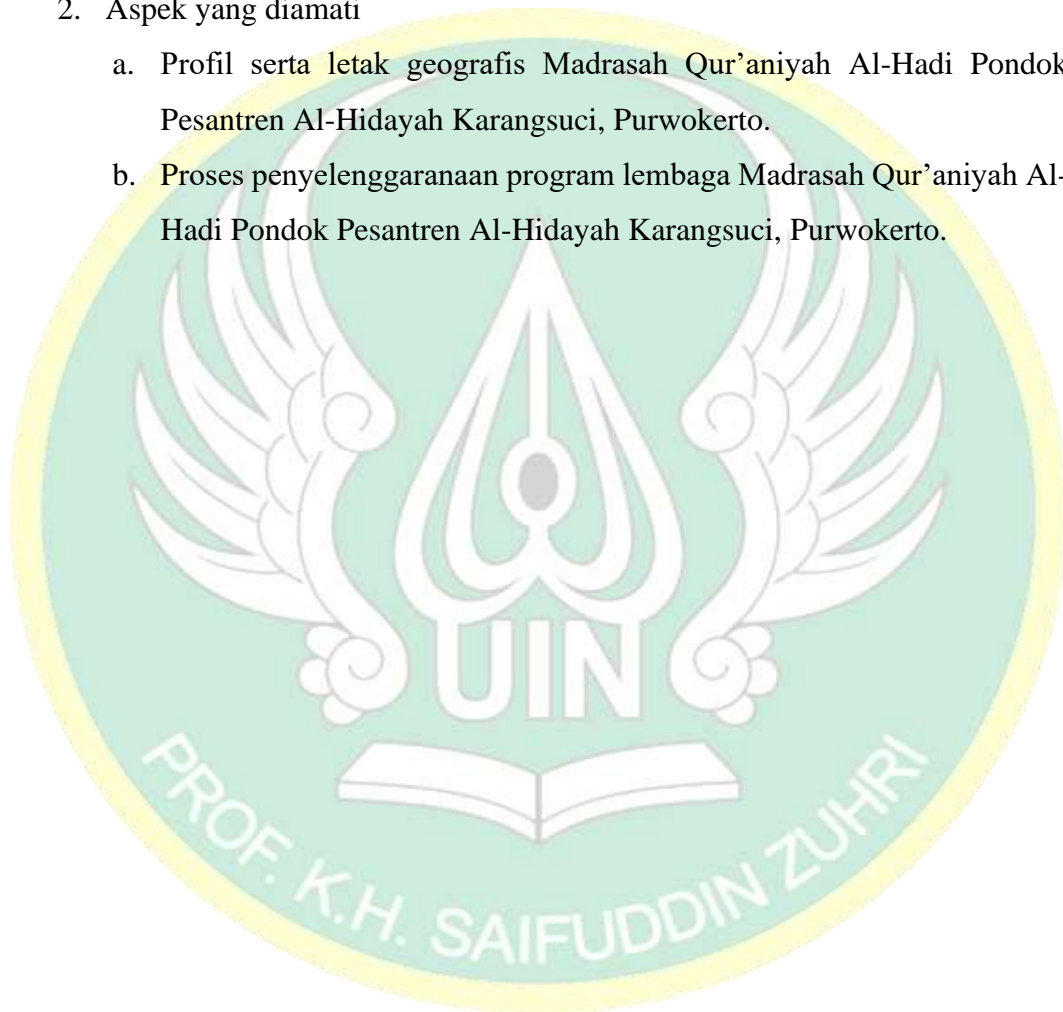 2. Aspek yang diamati
a. Profil serta letak geografis Madrasah Qur’aniyah Al-Hadi Pondok
Pesantren Al-Hidayah Karangsuci, Purwokerto.
b. Proses penyelenggaranaan program lembaga Madrasah Qur’aniyah Al-
Hadi Pondok Pesantren Al-Hidayah Karangsuci, Purwokerto.
UIN
PROF. K.H. SAIFUDDIN ZUHRI